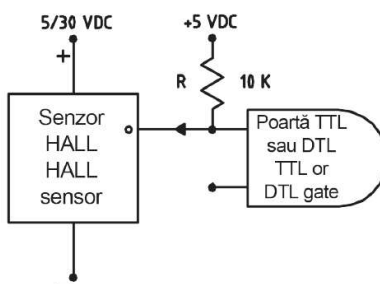 5/30 VDC
+5 VDC
+
R
10 K
Senzor
HALL
HALL
sensor
Poartă TTL
sau DTL
TTL or
DTL gate